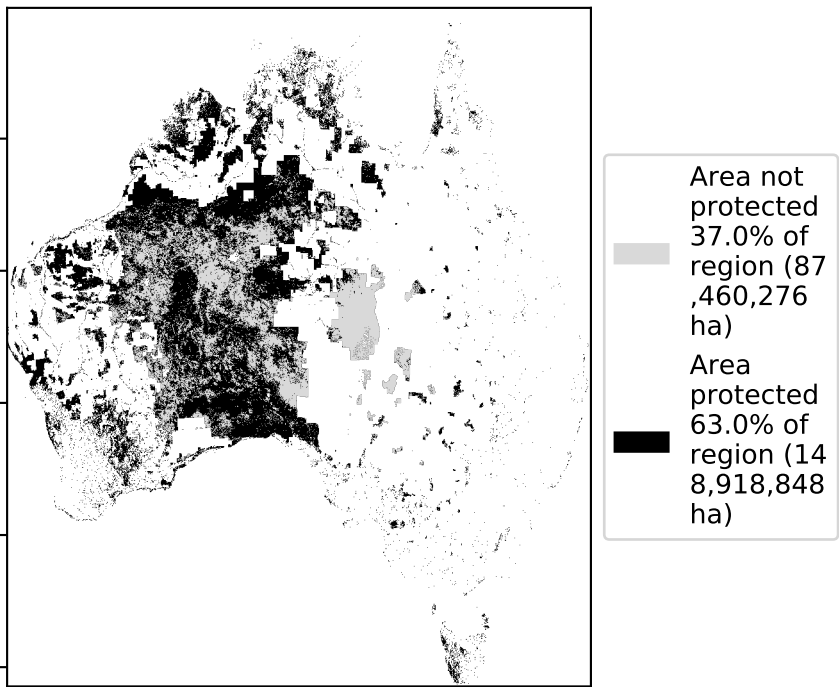 Area not
protected
37.0% of
region (87
,460,276
ha)
Area
protected
63.0% of
region (14
8,918,848
ha)